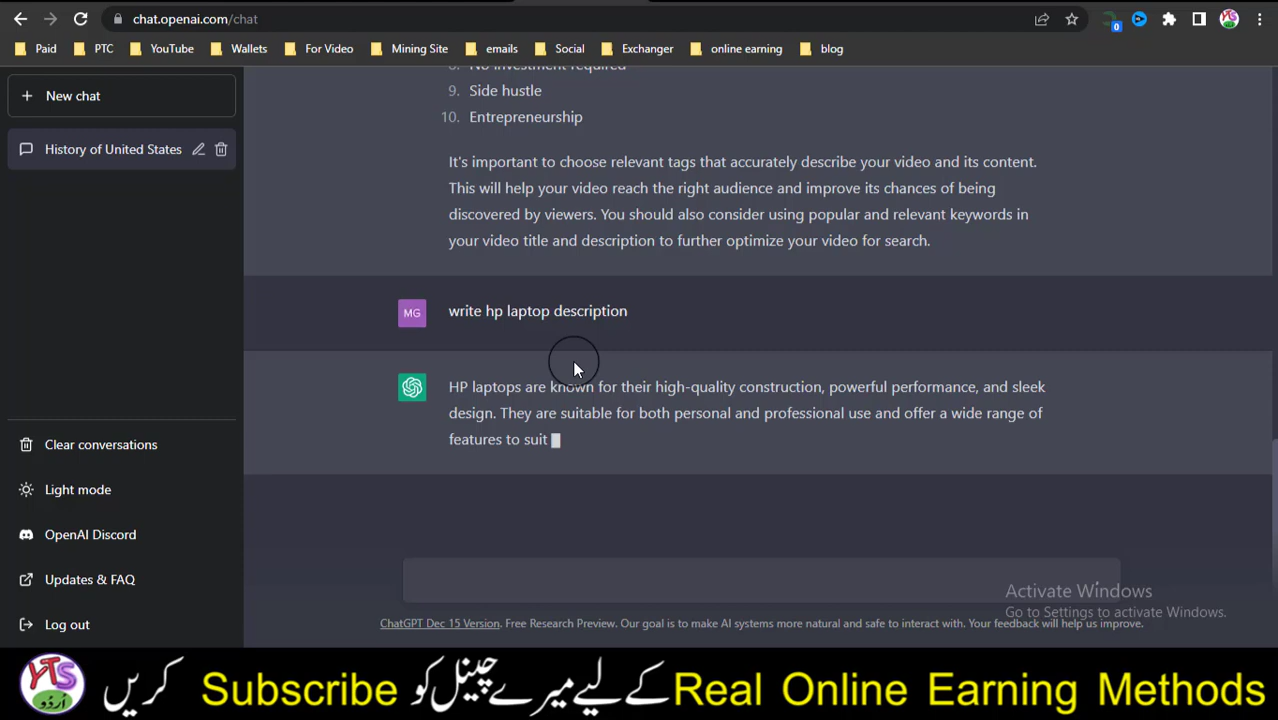 chat.openai.com/chat
0
Paid PTC YouTube Wallets For Video Mining Site emails Social Exchanger online earning blog
New chat
History of United States
Clear conversations
Light mode
OpenAI Discord
Updates & FAQ
Log out
8. No investment required
9. Side hustle
10. Entrepreneurship
It's important to choose relevant tags that accurately describe your video and its content.
This will help your video reach the right audience and improve its chances of being
discovered by viewers. You should also consider using popular and relevant keywords in
your video title and description to further optimize your video for search.
MG write hp laptop description
HP laptops are known for their high-quality construction, powerful performance, and sleek
design. They are suitable for both personal and professional use and offer a wide range of
features to suit
Activate Windows
Go to Settings to activate Windows.
ChatGPT Dec 15 Version. Free Research Preview. Our goal is to make AI systems more natural and safe to interact with. Your feedback will help us improve.
YTS
اردو
Real Online Earning Methods کے لیے میرے چینل کو Subscribe کریں